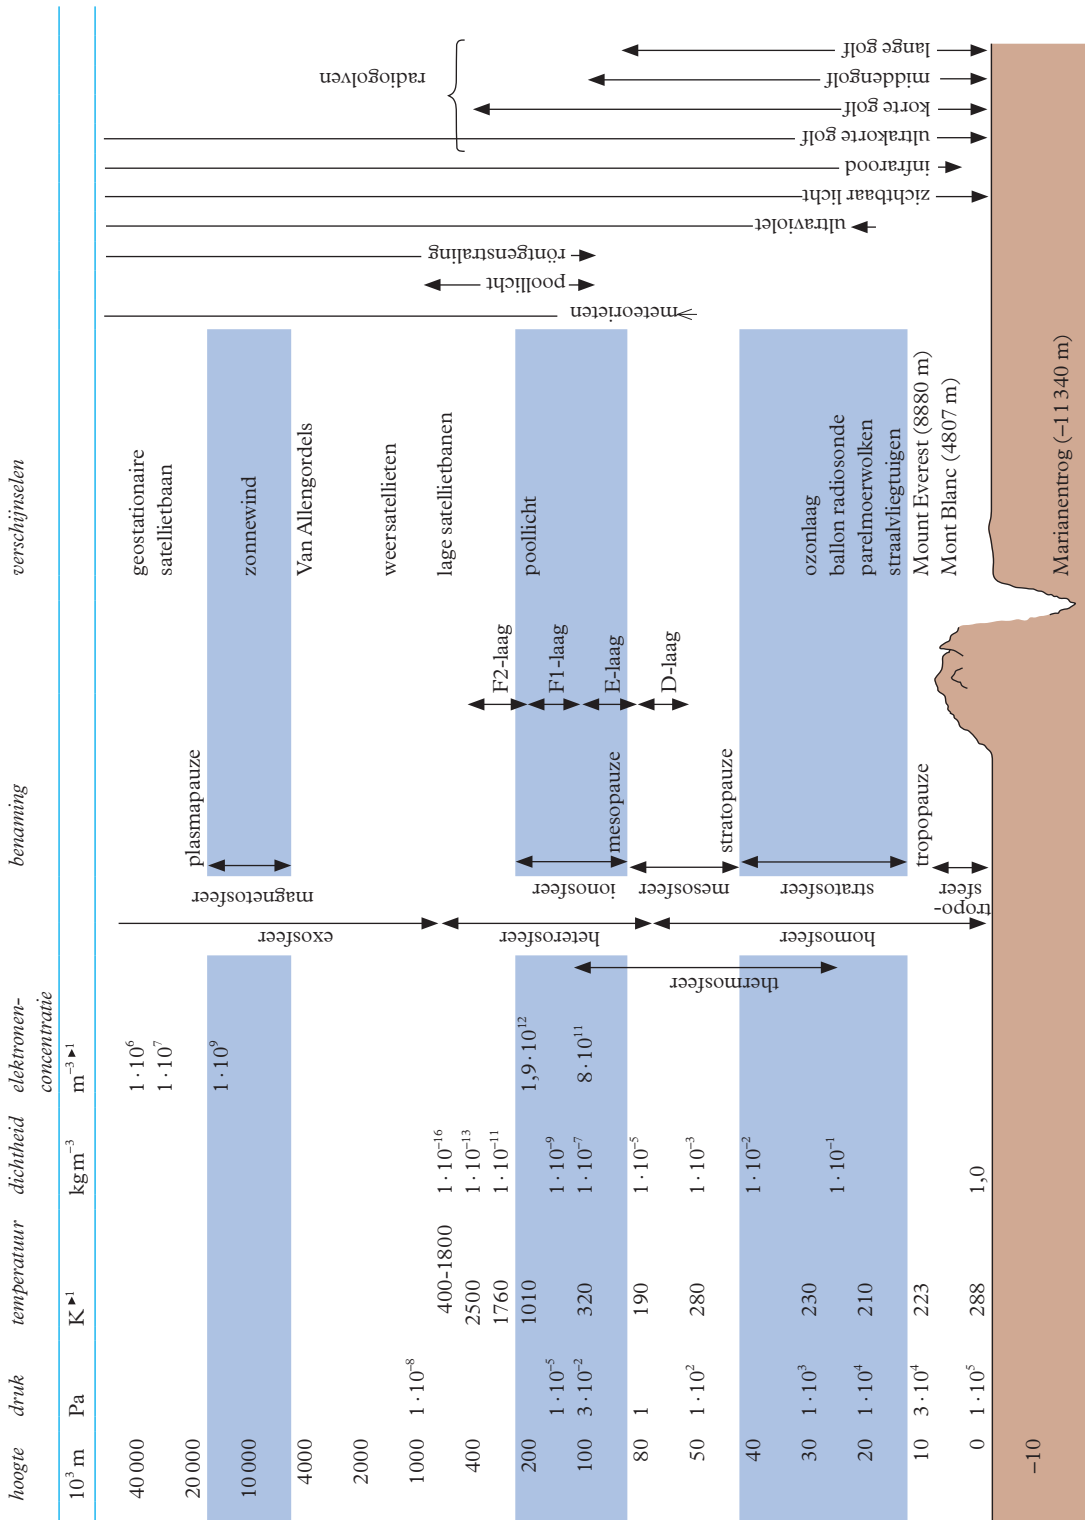 hoogte druk temperatuur dichtheid elektronen-concentratie benaming verschijnselen
10³ m Pa K ►¹ kg m⁻³ m⁻³ ►¹
40 000 1 · 10⁶
1 · 10⁷
20 000
10 000 1 · 10⁹
4000
2000
1000 1 · 10⁻⁸
400-1800 1 · 10⁻¹⁶
400 2500 1 · 10⁻¹³
1760 1 · 10⁻¹¹
200 1010 1,9 · 10¹²
1 · 10⁻⁵ 1 · 10⁻⁹
100 3 · 10⁻² 320 1 · 10⁻⁷ 8 · 10¹¹
80 1 190 1 · 10⁻⁵
50 1 · 10² 280 1 · 10⁻³
40 1 · 10⁻²
30 1 · 10³ 230
1 · 10⁻¹
20 1 · 10⁴ 210
10 3 · 10⁴ 223
0 1 · 10⁵ 288 1,0
−10
exosfeer
heterosfeer
homosfeer
thermosfeer
plasmapauze
magnetosfeer
ionosfeer
mesopauze
mesosfeer
stratopauze
stratosfeer
tropopauze
tropo-
sfeer
F2-laag
F1-laag
E-laag
D-laag
geostationaire
satellietbaan
zonnewind
Van Allengordels
weersatellieten
lage satellietbanen
poollicht
ozonlaag
ballon radiosonde
parelmoerwolken
straalvliegtuigen
Mount Everest (8880 m)
Mont Blanc (4807 m)
Marianentrog (−11 340 m)
meteorieten
poollicht
röntgenstraling
ultraviolet
zichtbaar licht
infrarood
ultrakorte golf
korte golf
middengolf
lange golf
radiogolven